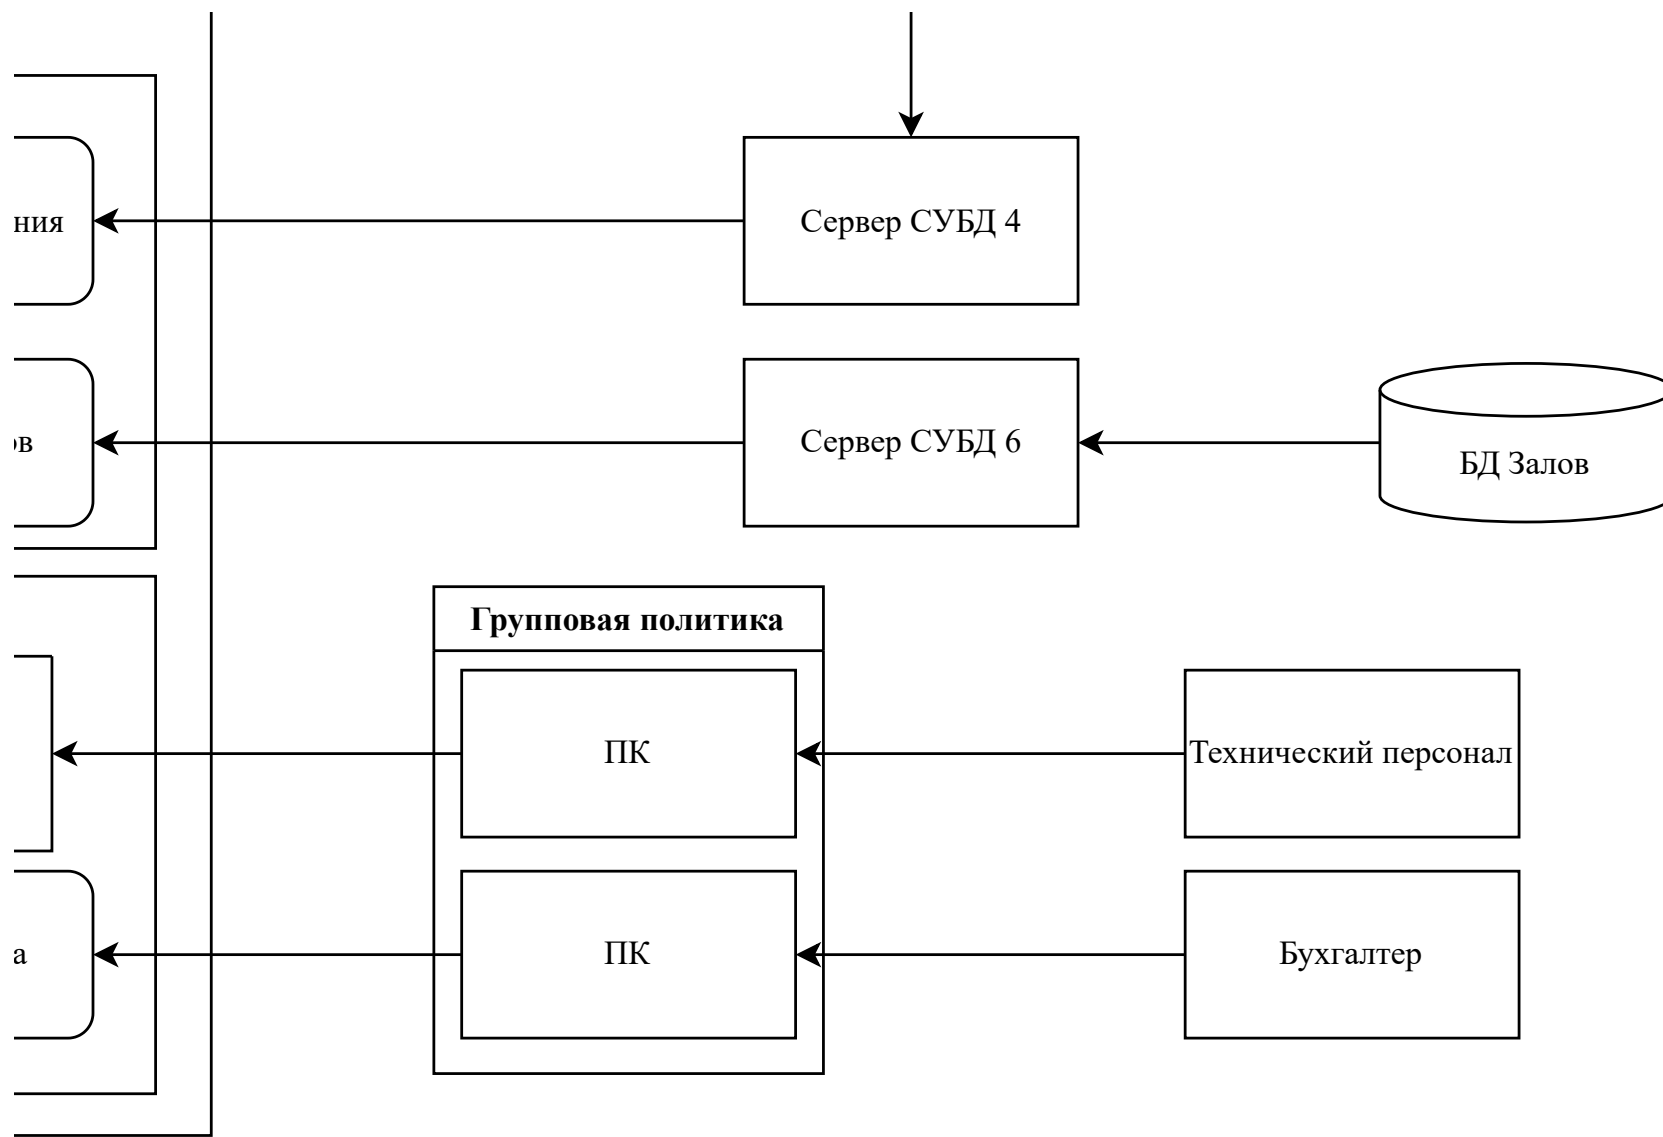 ния
Сервер СУБД 4
ов
Сервер СУБД 6
БД Залов
Групповая политика
ПК
Технический персонал
а
ПК
Бухгалтер